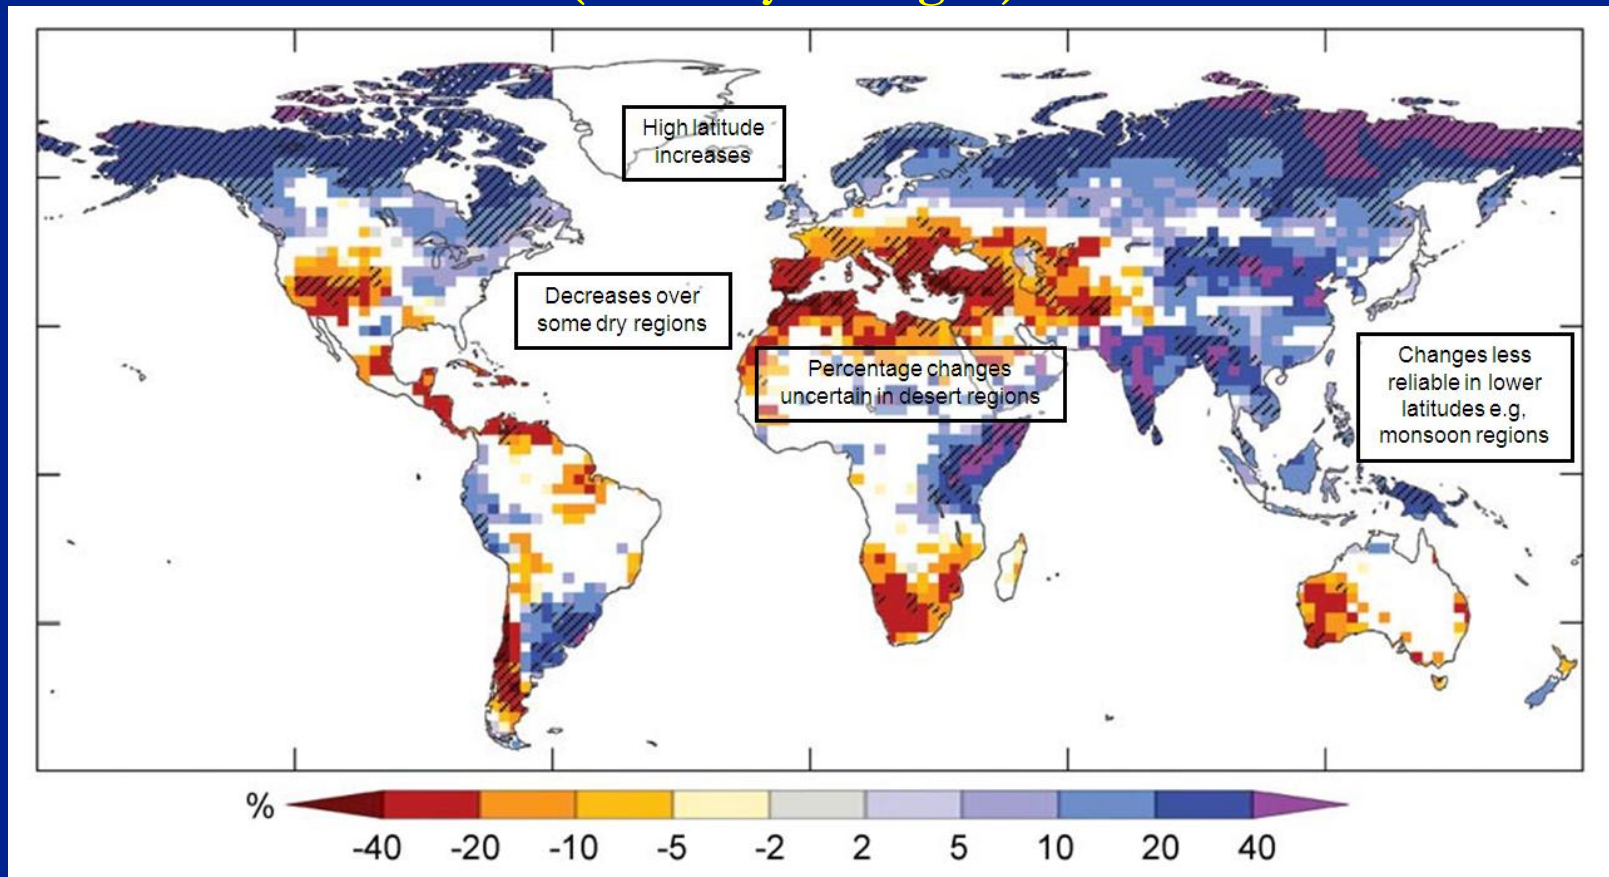 High latitude
increases
Decreases over
some dry regions
Percentage changes
uncertain in desert regions
Changes less
reliable in lower
latitudes e.g,
monsoon regions
%
-40 -20 -10 -5 -2 2 5 10 20 40